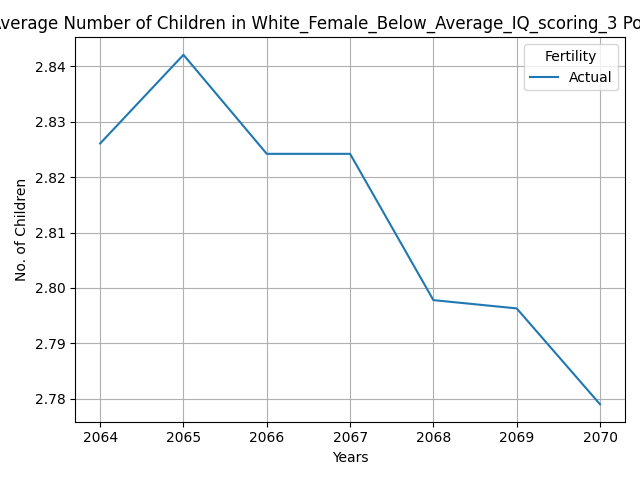 verage Number of Children in White_Female_Below_Average_IQ_scoring_3 Po
Fertility
Actual
2.84
2.83
2.82
2.81
2.80
2.79
2.78
No. of Children
2064 2065 2066 2067 2068 2069 2070
Years